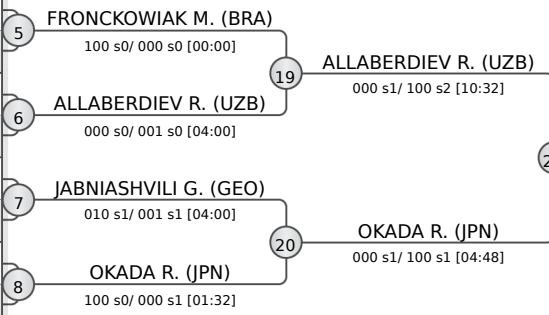 FRONCKOWIAK M. (BRA)
5
100 s0/ 000 s0 [00:00]
19
ALLABERDIEV R. (UZB)
000 s1/ 100 s2 [10:32]
ALLABERDIEV R. (UZB)
6
000 s0/ 001 s0 [04:00]
JABNIASHVILI G. (GEO)
7
010 s1/ 001 s1 [04:00]
20
OKADA R. (JPN)
000 s1/ 100 s1 [04:48]
OKADA R. (JPN)
8
100 s0/ 000 s1 [01:32]